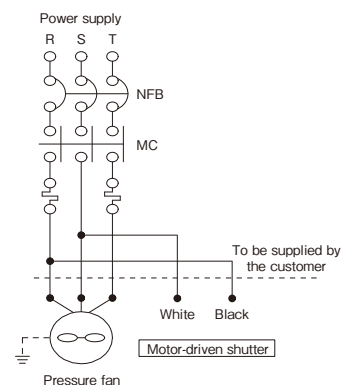 Power supply
R S T
NFB
MC
To be supplied by
the customer
White Black
Motor-driven shutter
Pressure fan